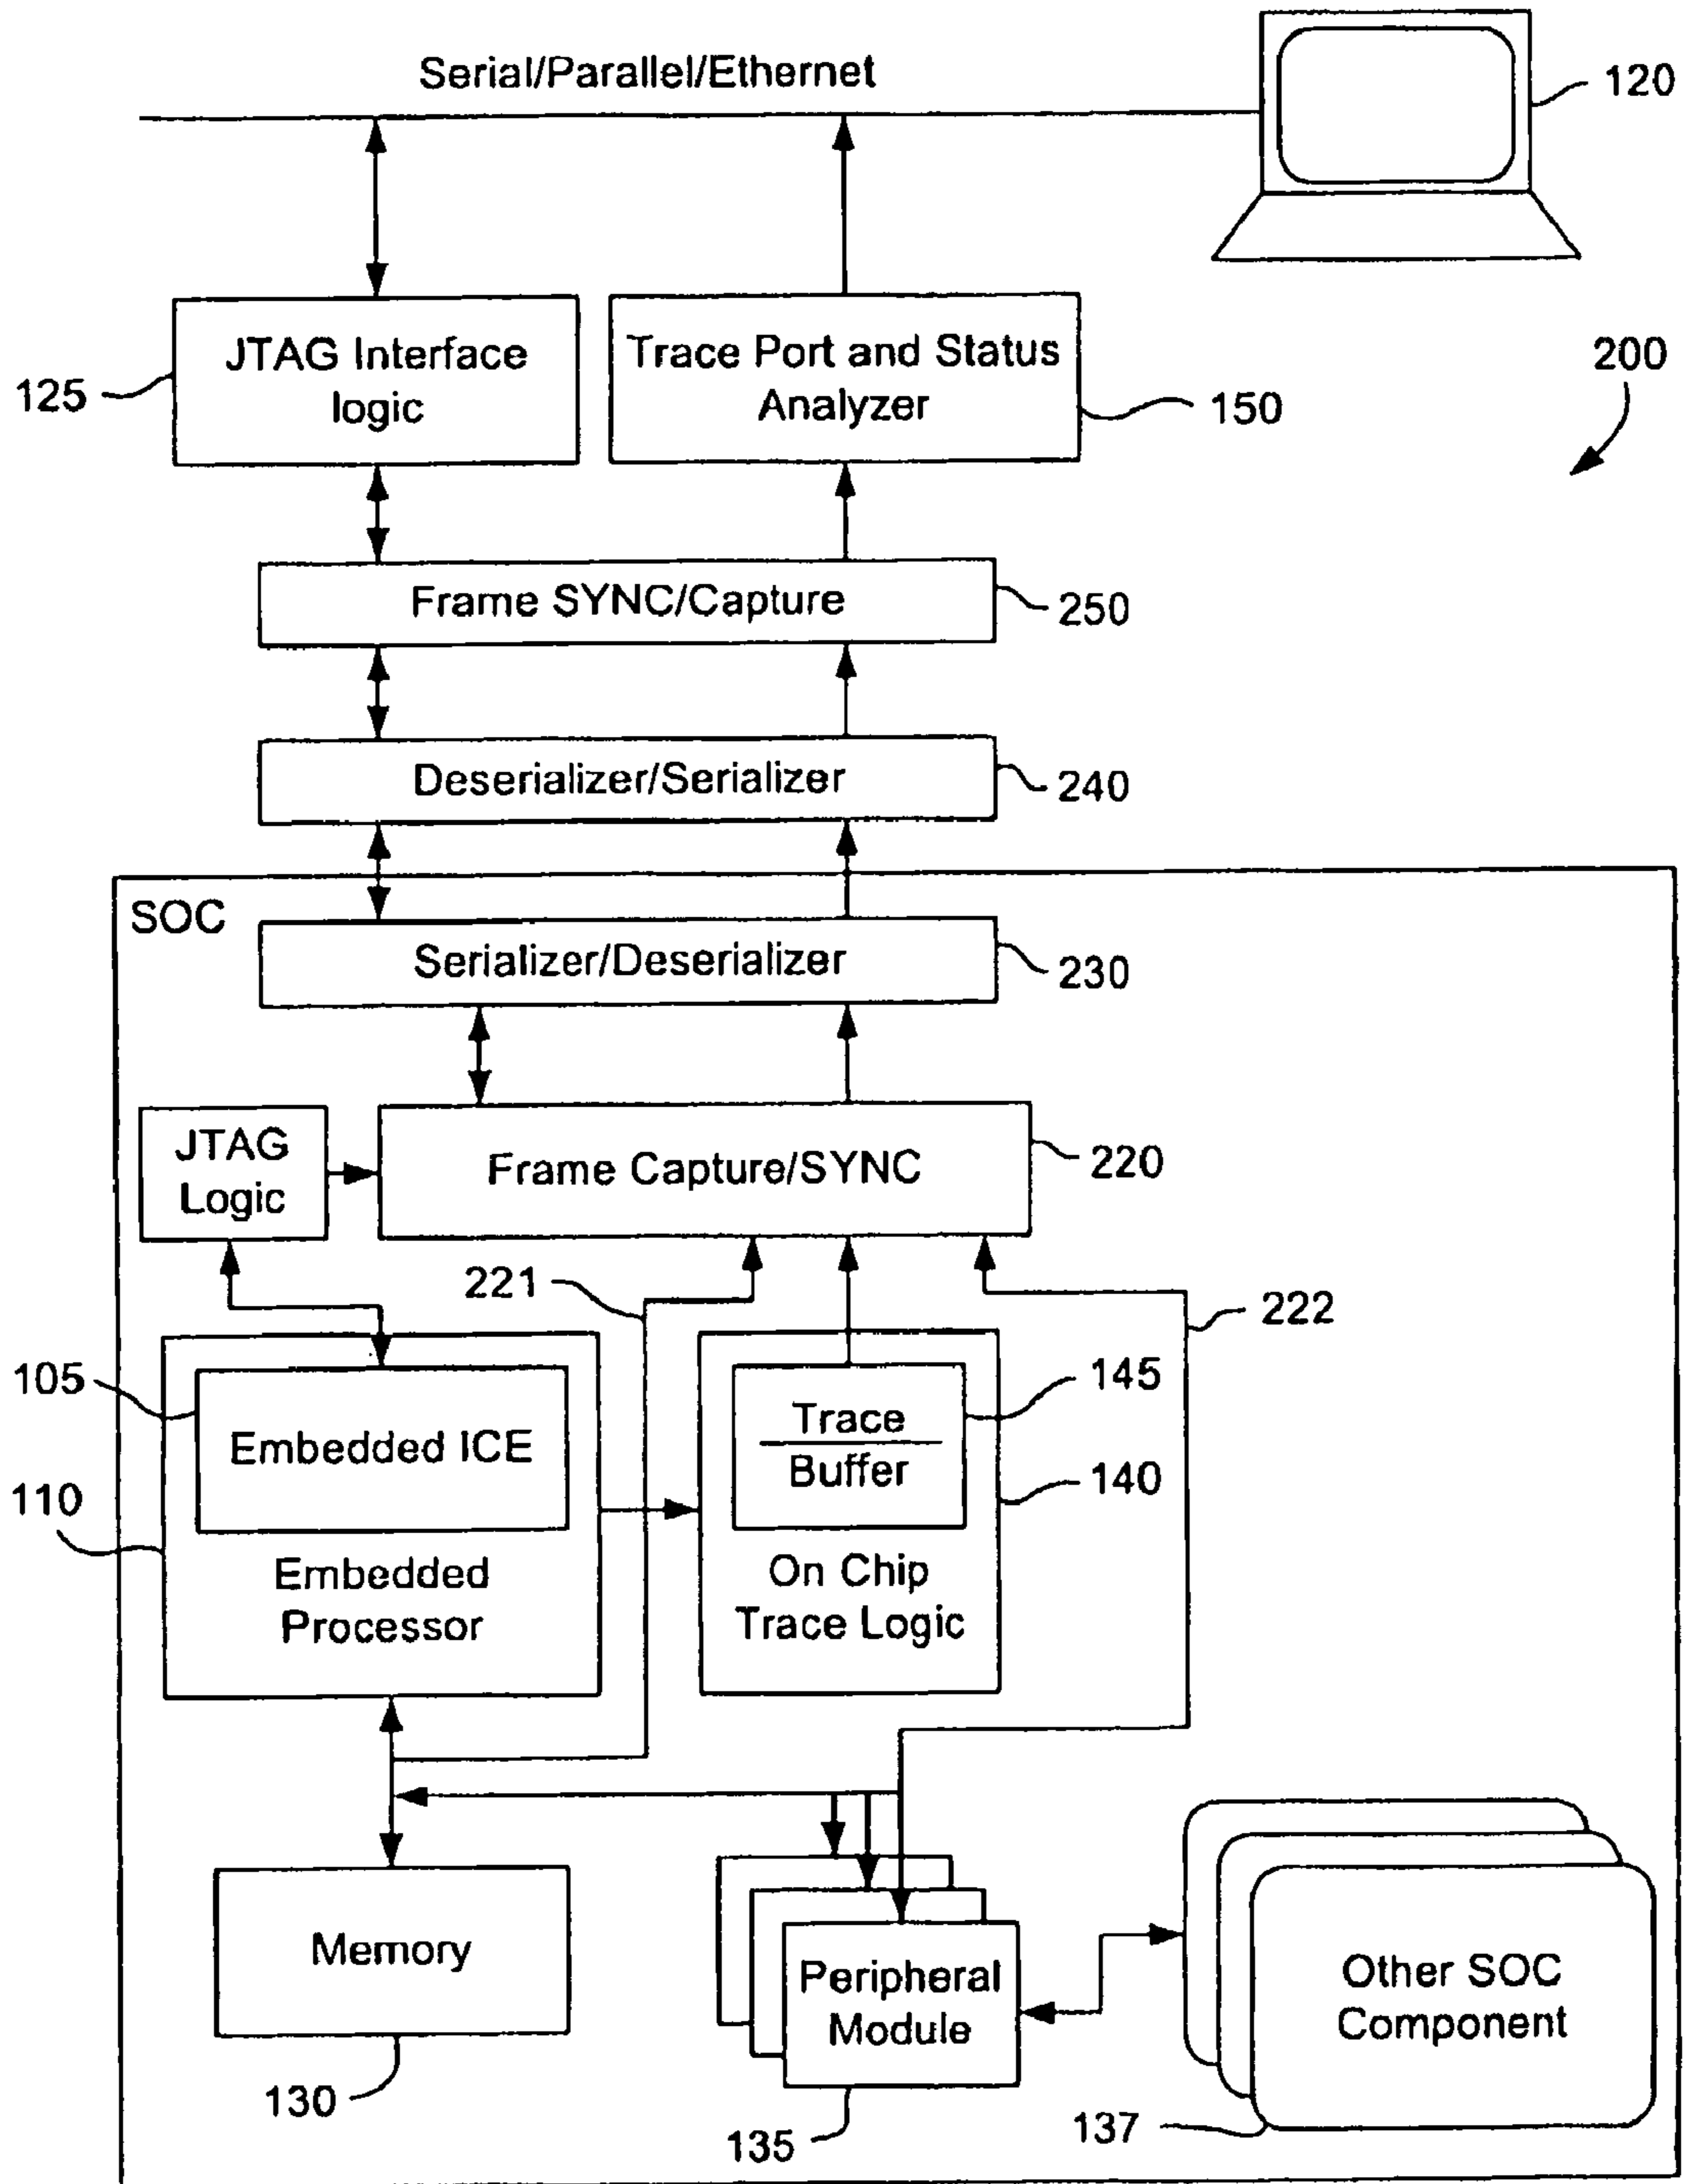 Serial/Parallel/Ethernet
120
JTAG Interface
logic
125
Trace Port and Status
Analyzer
150
200
Frame SYNC/Capture
250
Deserializer/Serializer
240
SOC
Serializer/Deserializer
230
JTAG
Logic
Frame Capture/SYNC
220
221
222
105
Embedded ICE
110
Embedded
Processor
Trace
Buffer
145
140
On Chip
Trace Logic
Memory
130
Peripheral
Module
135
Other SOC
Component
137